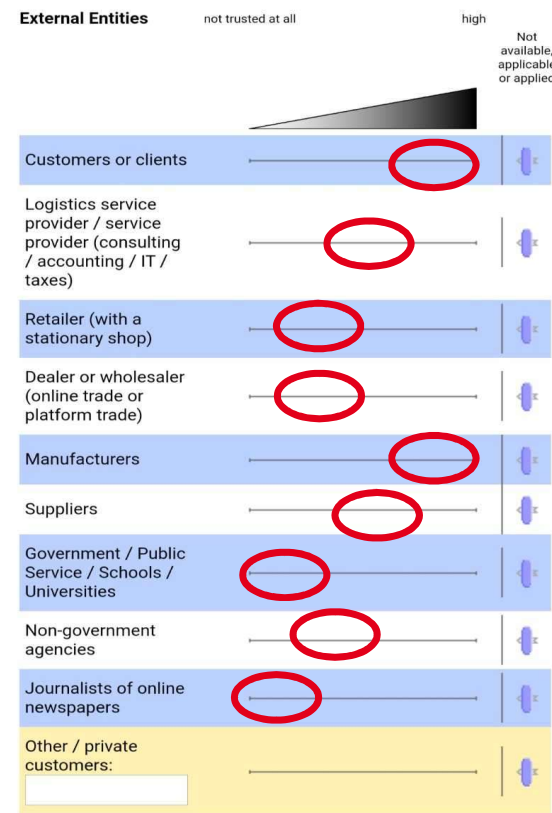 External Entities
not trusted at all
high
Not
available,
applicable
or applied
Customers or clients
Logistics service
provider / service
provider (consulting
/ accounting / IT /
taxes)
Retailer (with a
stationary shop)
Dealer or wholesaler
(online trade or
platform trade)
Manufacturers
Suppliers
Government / Public
Service / Schools /
Universities
Non-government
agencies
Journalists of online
newspapers
Other / private
customers: